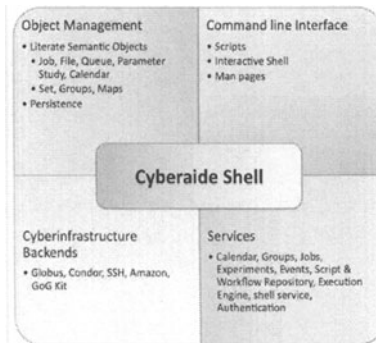 Object Management
• Literate Semantic Objects
• Job, File, Queue, Parameter
Study, Calendar
• Set, Groups, Maps
• Persistence
Command line Interface
• Scripts
• Interactive Shell
• Man pages
Cyberaide Shell
Cyberinfrastructure
Backends
• Globus, Condor, SSH, Amazon,
GoG Kit
Services
• Calendar, Groups, Jobs,
Experiments, Events, Script &
Workflow Repository, Execution
Engine, shell service,
Authentication